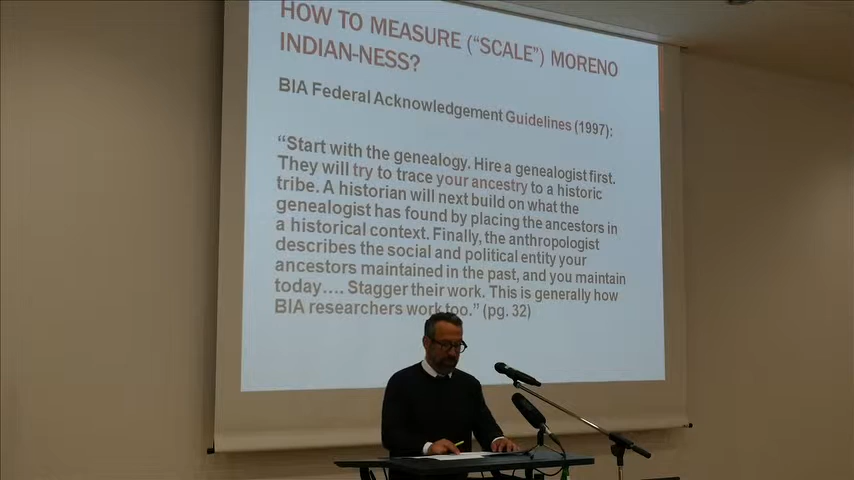 HOW TO MEASURE (“SCALE”) MORENO
INDIAN-NESS?
BIA Federal Acknowledgement Guidelines (1997):
“Start with the genealogy. Hire a genealogist first.
They will try to trace your ancestry to a historic
tribe. A historian will next build on what the
genealogist has found by placing the ancestors in
a historical context. Finally, the anthropologist
describes the social and political entity your
ancestors maintained in the past, and you maintain
today…. Stagger their work. This is generally how
BIA researchers work too.” (pg. 32)